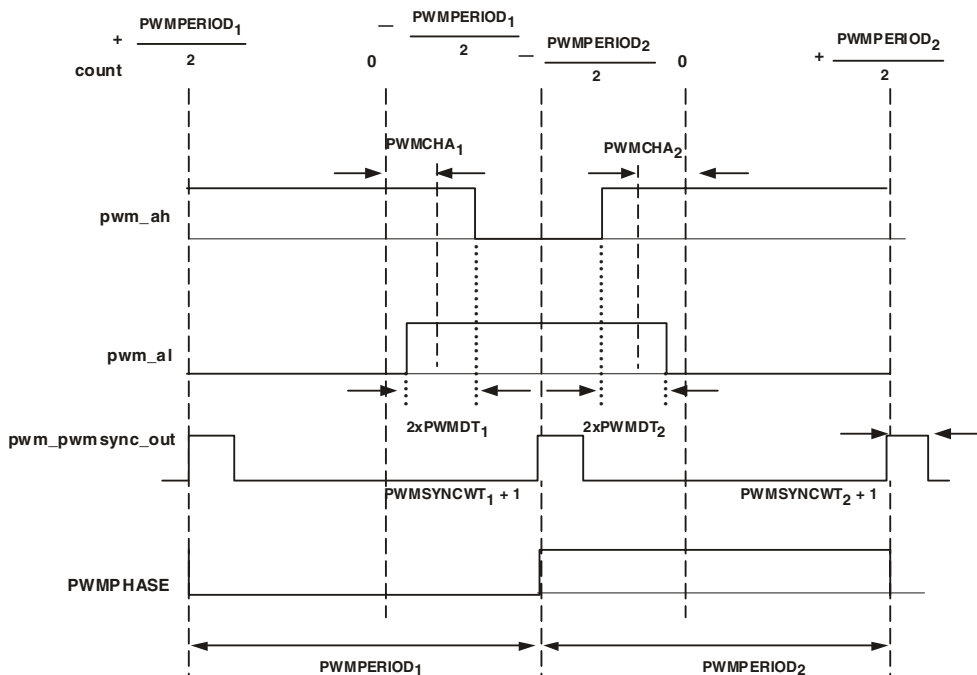 + PWMPERIOD1 / 2
− PWMPERIOD1 / 2
− PWMPERIOD2 / 2
+ PWMPERIOD2 / 2
count
0
0
PWMCHA1
PWMCHA2
pwm_ah
pwm_al
2xPWMDT1
2xPWMDT2
pwm_pwmsync_out
PWMSYNCWT1 + 1
PWMSYNCWT2 + 1
PWMPHASE
PWMPERIOD1
PWMPERIOD2